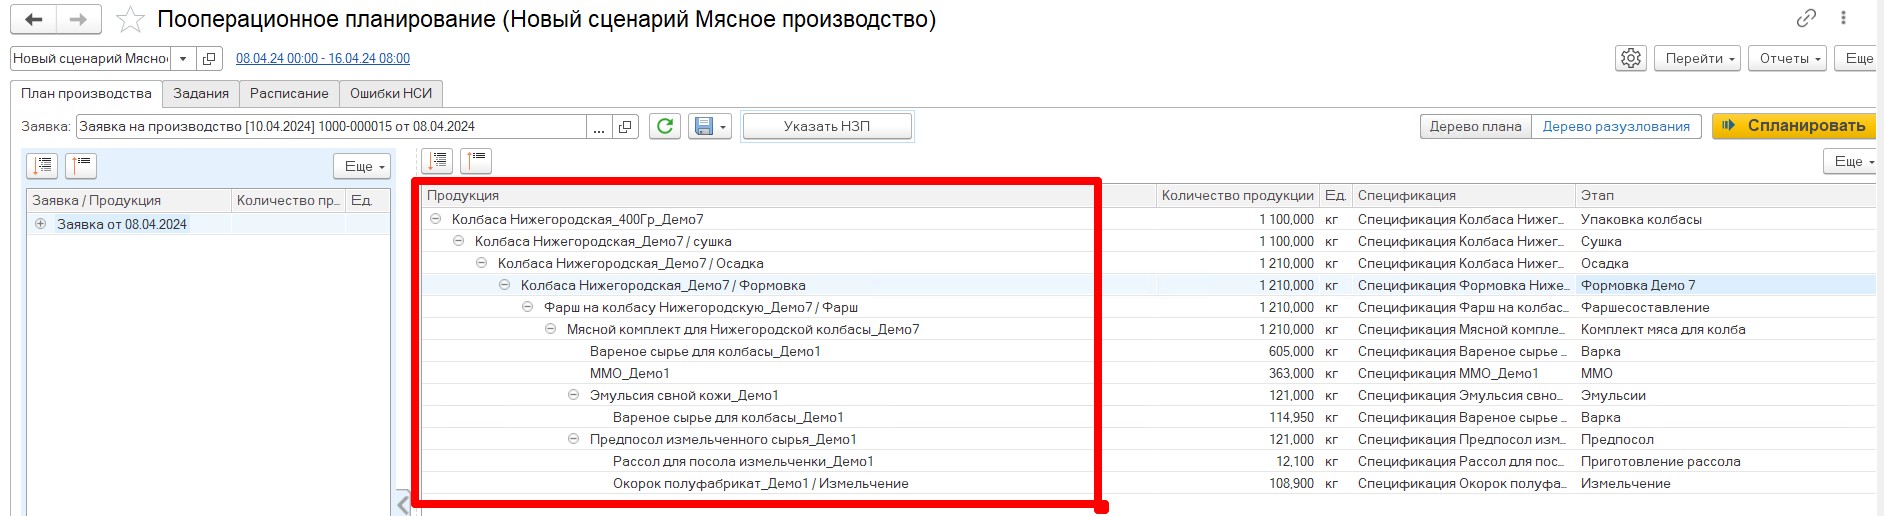 Пооперационное планирование (Новый сценарий Мясное производство)
Новый сценарий Мясно 08.04.24 00:00 - 16.04.24 08:00 Перейти Отчеты Еще
План производства Задания Расписание Ошибки НСИ
Заявка: Заявка на производство [10.04.2024] 1000-000015 от 08.04.2024 ... Указать НЗП Дерево плана Дерево разузлования Спланировать
Еще Еще
Заявка / Продукция Количество пр... Ед.
Заявка от 08.04.2024
Продукция Количество продукции Ед. Спецификация Этап
Колбаса Нижегородская_400Гр_Демо7 1 100,000 кг Спецификация Колбаса Нижег... Упаковка колбасы
Колбаса Нижегородская_Демо7 / сушка 1 100,000 кг Спецификация Колбаса Нижег... Сушка
Колбаса Нижегородская_Демо7 / Осадка 1 210,000 кг Спецификация Колбаса Нижег... Осадка
Колбаса Нижегородская_Демо7 / Формовка 1 210,000 кг Спецификация Формовка Ниже... Формовка Демо 7
Фарш на колбасу Нижегородскую_Демо7 / Фарш 1 210,000 кг Спецификация Фарш на колбас... Фаршесоставление
Мясной комплект для Нижегородской колбасы_Демо7 1 210,000 кг Спецификация Мясной компле... Комплект мяса для колба
Вареное сырье для колбасы_Демо1 605,000 кг Спецификация Вареное сырье ... Варка
ММО_Демо1 363,000 кг Спецификация ММО_Демо1 ММО
Эмульсия свной кожи_Демо1 121,000 кг Спецификация Эмульсия свно... Эмульсии
Вареное сырье для колбасы_Демо1 114,950 кг Спецификация Вареное сырье ... Варка
Предпосол измельченного сырья_Демо1 121,000 кг Спецификация Предпосол изм... Предпосол
Рассол для посола измельченки_Демо1 12,100 кг Спецификация Рассол для пос... Приготовление рассола
Окорок полуфабрикат_Демо1 / Измельчение 108,900 кг Спецификация Окорок полуфа... Измельчение